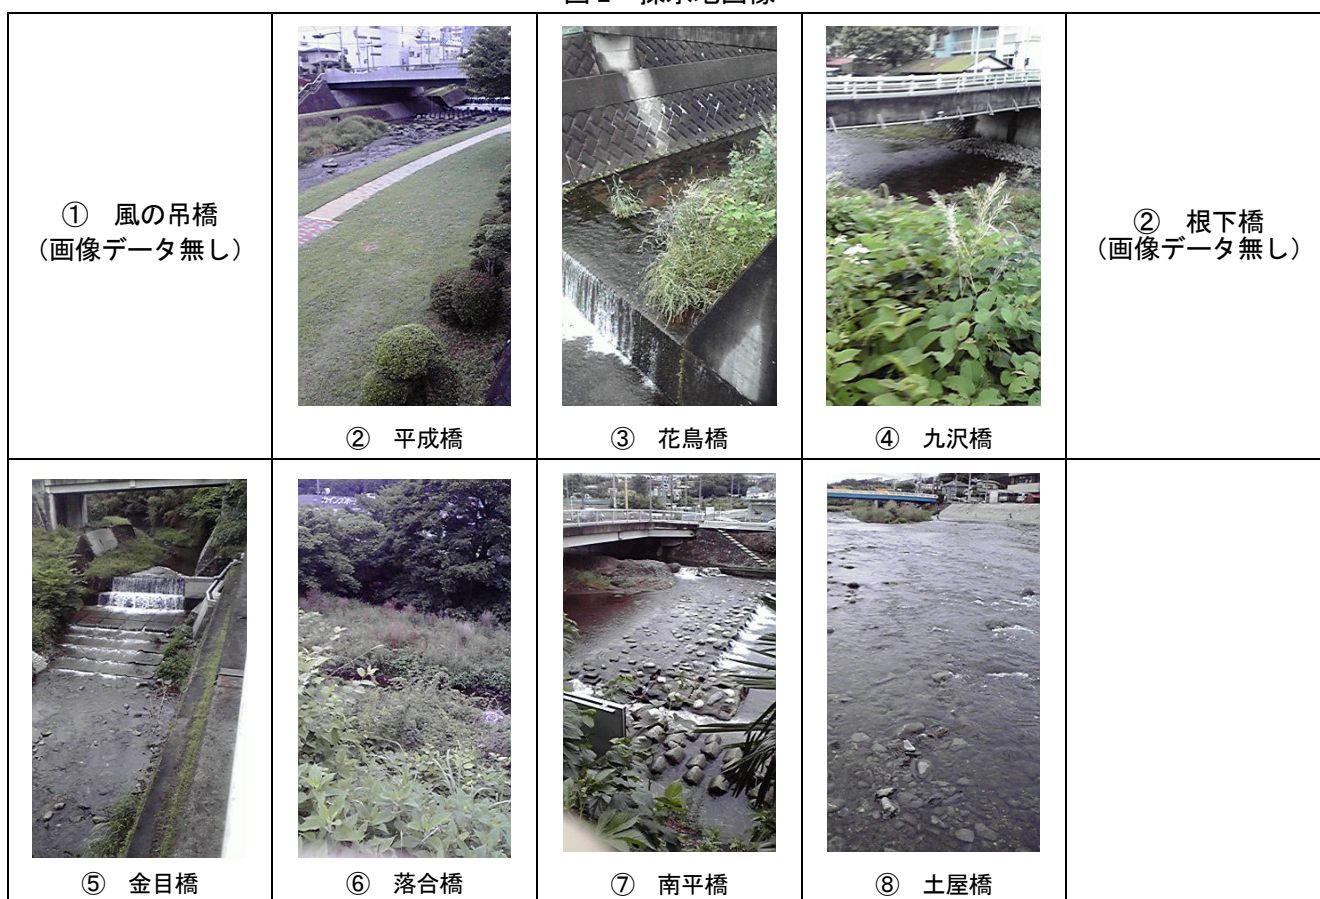 図1 採水地画像
① 風の吊橋
（画像データ無し）
② 平成橋
③ 花鳥橋
④ 九沢橋
② 根下橋
（画像データ無し）
⑤ 金目橋
⑥ 落合橋
⑦ 南平橋
⑧ 土屋橋